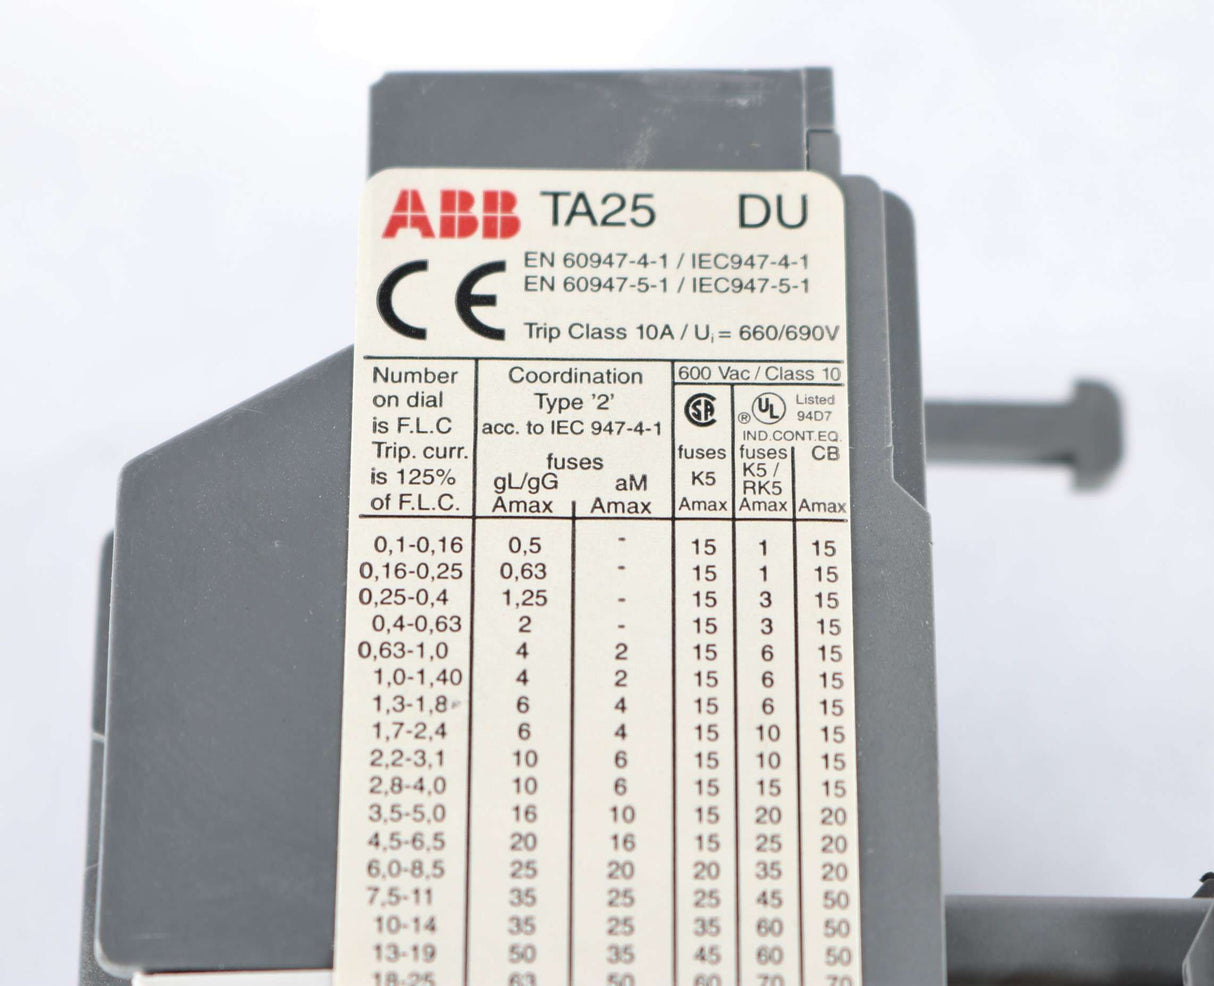 ABB TA25 DU
EN 60947-4-1 / IEC947-4-1
CE EN 60947-5-1 / IEC947-5-1
Trip Class 10A / Ui = 660/690V
Number on dial is F.L.C Trip. curr. is 125% of F.L.C.
Coordination Type '2' acc. to IEC 947-4-1
fuses
gL/gG Amax
aM Amax
600 Vac / Class 10
SA fuses K5 Amax
® UL Listed 94D7
IND.CONT.EQ.
fuses K5 / RK5 Amax
CB Amax
0,1-0,16 0,5 - 15 1 15
0,16-0,25 0,63 - 15 1 15
0,25-0,4 1,25 - 15 3 15
0,4-0,63 2 - 15 3 15
0,63-1,0 4 2 15 6 15
1,0-1,40 4 2 15 6 15
1,3-1,8 6 4 15 6 15
1,7-2,4 6 4 15 10 15
2,2-3,1 10 6 15 10 15
2,8-4,0 10 6 15 15 15
3,5-5,0 16 10 15 20 20
4,5-6,5 20 16 15 25 20
6,0-8,5 25 20 20 35 20
7,5-11 35 25 25 45 50
10-14 35 25 35 60 50
13-19 50 35 45 60 50
18-25 63 50 60 70 70